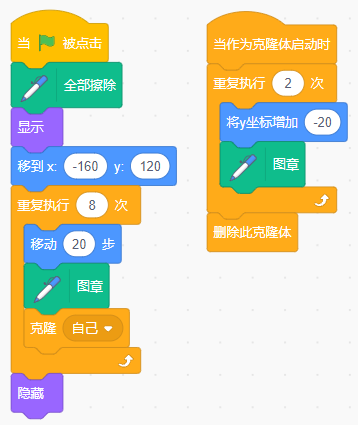 当 被点击
全部擦除
显示
移到 x: -160 y: 120
重复执行 8 次
移动 20 步
图章
克隆 自己
隐藏
当作为克隆体启动时
重复执行 2 次
将y坐标增加 -20
图章
删除此克隆体